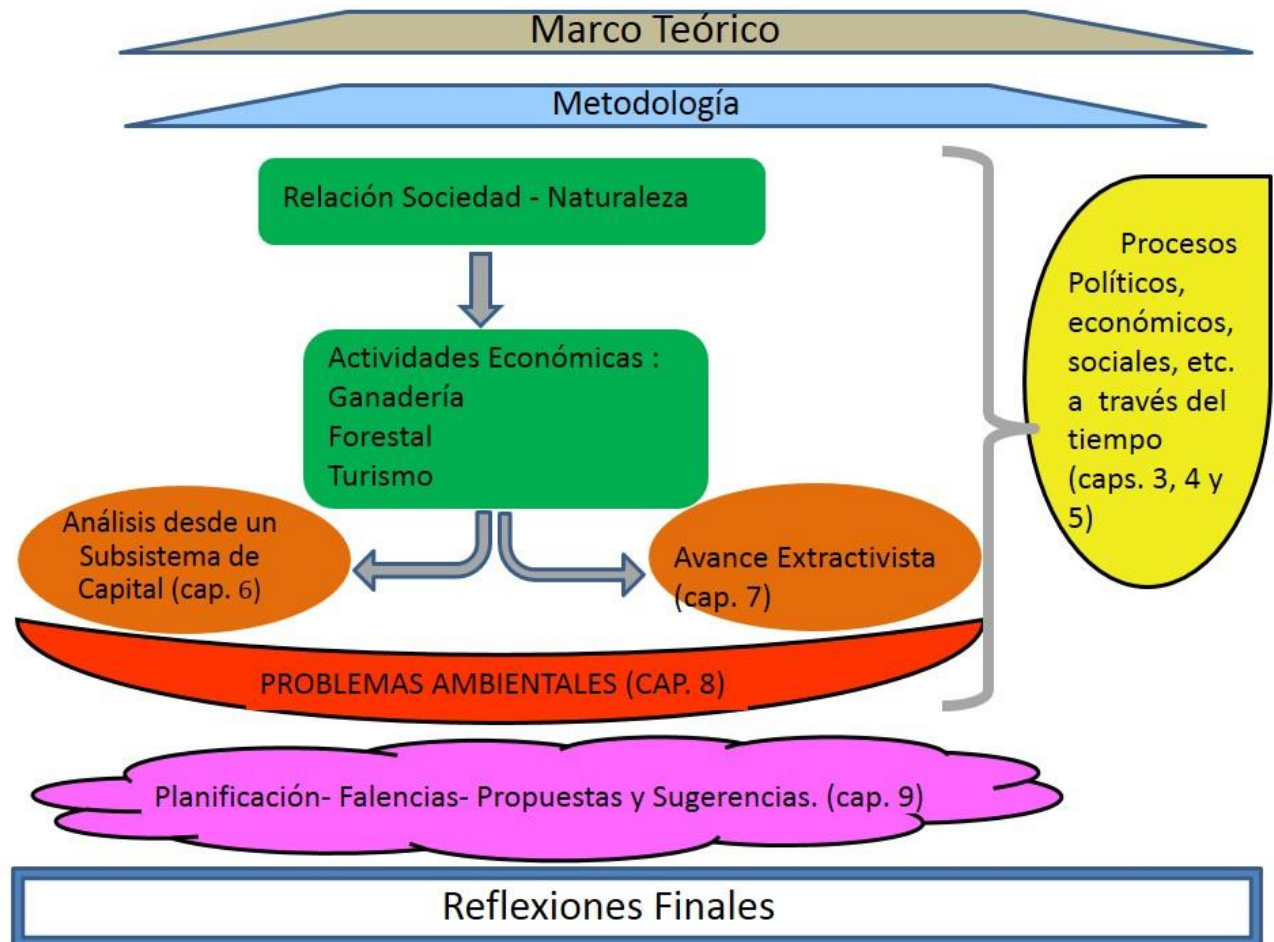 Marco Teórico
Metodología
Relación Sociedad - Naturaleza
Actividades Económicas :
Ganadería
Forestal
Turismo
Análisis desde un
Subsistema de
Capital (cap. 6)
Avance Extractivista
(cap. 7)
PROBLEMAS AMBIENTALES (CAP. 8)
Procesos
Políticos,
económicos,
sociales, etc.
a través del
tiempo
(caps. 3, 4 y
5)
Planificación- Falencias- Propuestas y Sugerencias. (cap. 9)
Reflexiones Finales